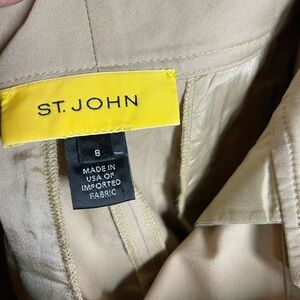 ST. JOHN
8
MADE IN
USA OF
IMPORTED
FABRIC